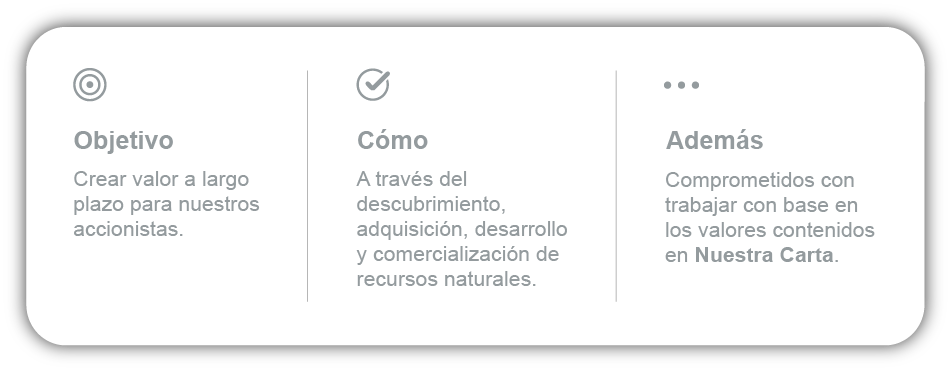 Objetivo
Crear valor a largo
plazo para nuestros
accionistas.
Cómo
A través del
descubrimiento,
adquisición, desarrollo
y comercialización de
recursos naturales.
Además
Comprometidos con
trabajar con base en
los valores contenidos
en Nuestra Carta.